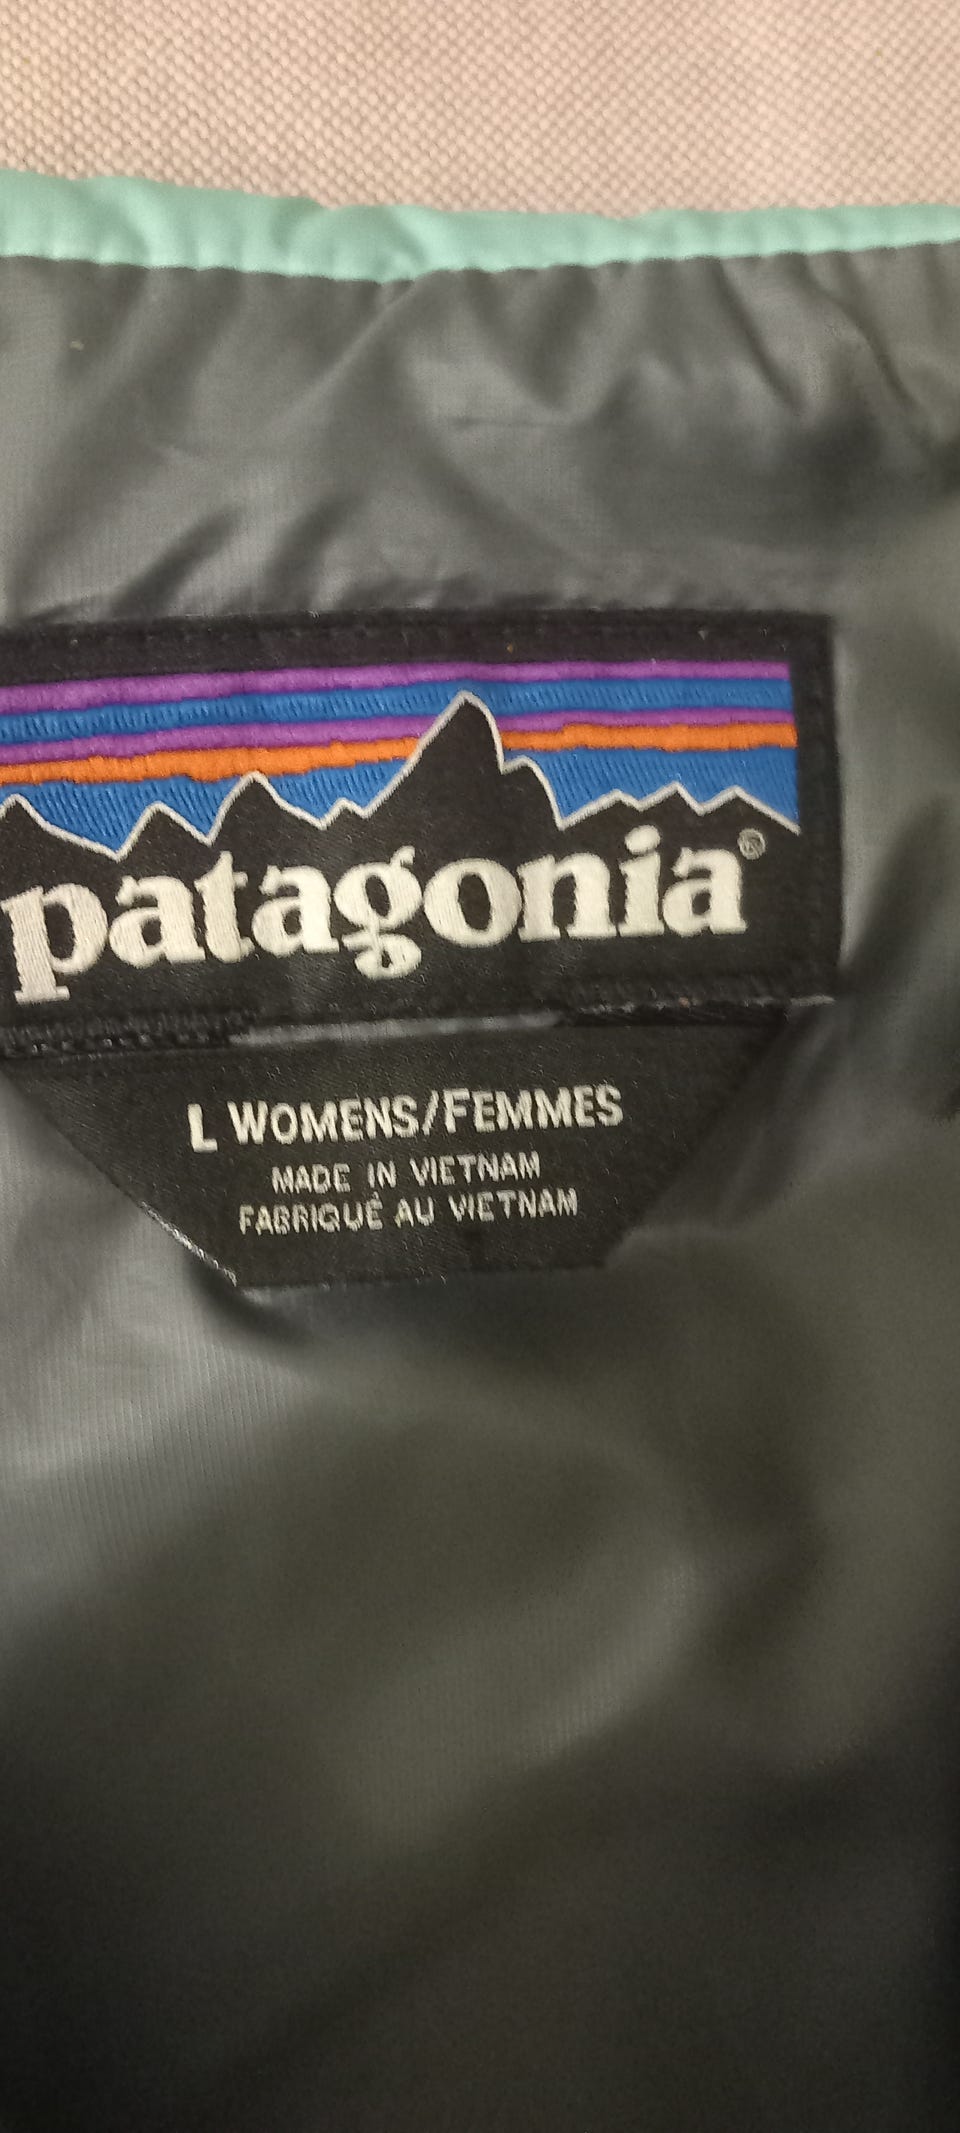 patagonia®
L WOMENS/FEMMES
MADE IN VIETNAM
FABRIQUÉ AU VIETNAM